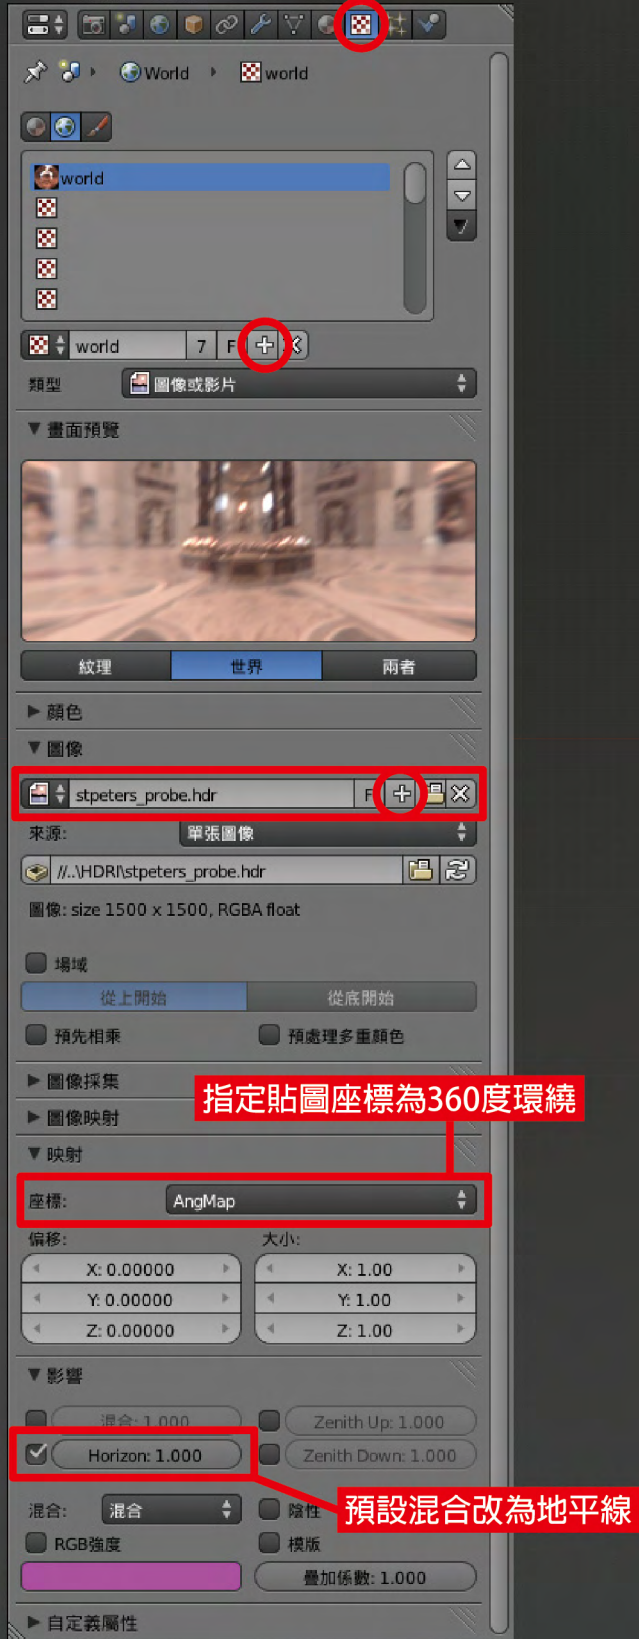 World world
world
world 7 F
類型 圖像或影片
畫面預覽
紋理 世界 兩者
顏色
圖像
stpeters_probe.hdr F
來源: 單張圖像
//..\HDRI\stpeters_probe.hdr
圖像: size 1500 x 1500, RGBA float
場域
從上開始 從底開始
預先相乘 預處理多重顏色
圖像採集
指定貼圖座標為360度環繞
圖像映射
映射
座標: AngMap
偏移: 大小:
X: 0.00000 X: 1.00
Y: 0.00000 Y: 1.00
Z: 0.00000 Z: 1.00
影響
混合: 1.000 Zenith Up: 1.000
Horizon: 1.000 Zenith Down: 1.000
混合: 混合 陰性
預設混合改為地平線
RGB強度 模版
疊加係數: 1.000
自定義屬性